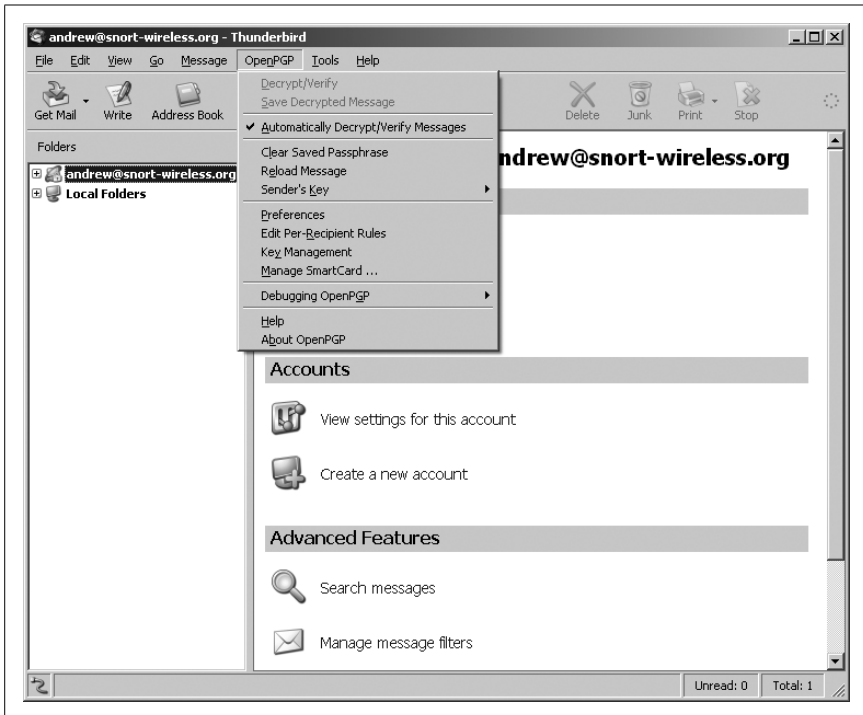 andrew@snort-wireless.org - Thunderbird
File Edit View Go Message OpenPGP Tools Help
Get Mail Write Address Book Delete Junk Print Stop
Decrypt/Verify
Save Decrypted Message
Automatically Decrypt/Verify Messages
Clear Saved Passphrase
Reload Message
Sender's Key
Preferences
Edit Per-Recipient Rules
Key Management
Manage SmartCard ...
Debugging OpenPGP
Help
About OpenPGP
Folders
andrew@snort-wireless.org
Local Folders
ndrew@snort-wireless.org
Accounts
View settings for this account
Create a new account
Advanced Features
Search messages
Manage message filters
Unread: 0 Total: 1